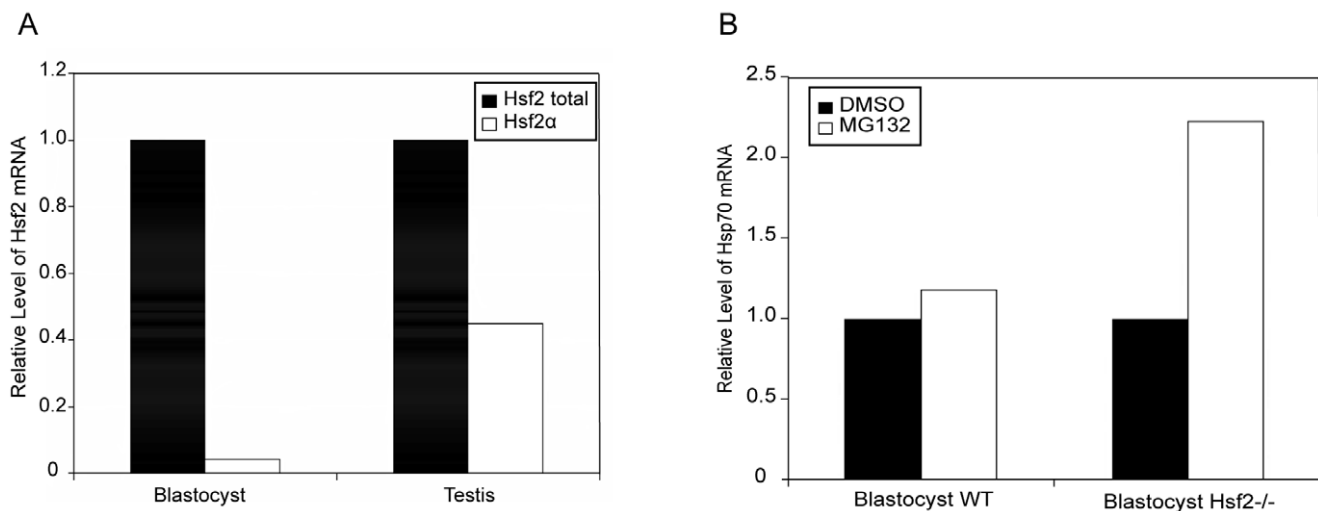 A
Relative Level of Hsf2 mRNA
1.2
1.0
0.8
0.6
0.4
0.2
0
Hsf2 total
Hsf2α
Blastocyst
Testis
B
Relative Level of Hsp70 mRNA
2.5
2.0
1.5
1.0
0.5
0
DMSO
MG132
Blastocyst WT
Blastocyst Hsf2-/-